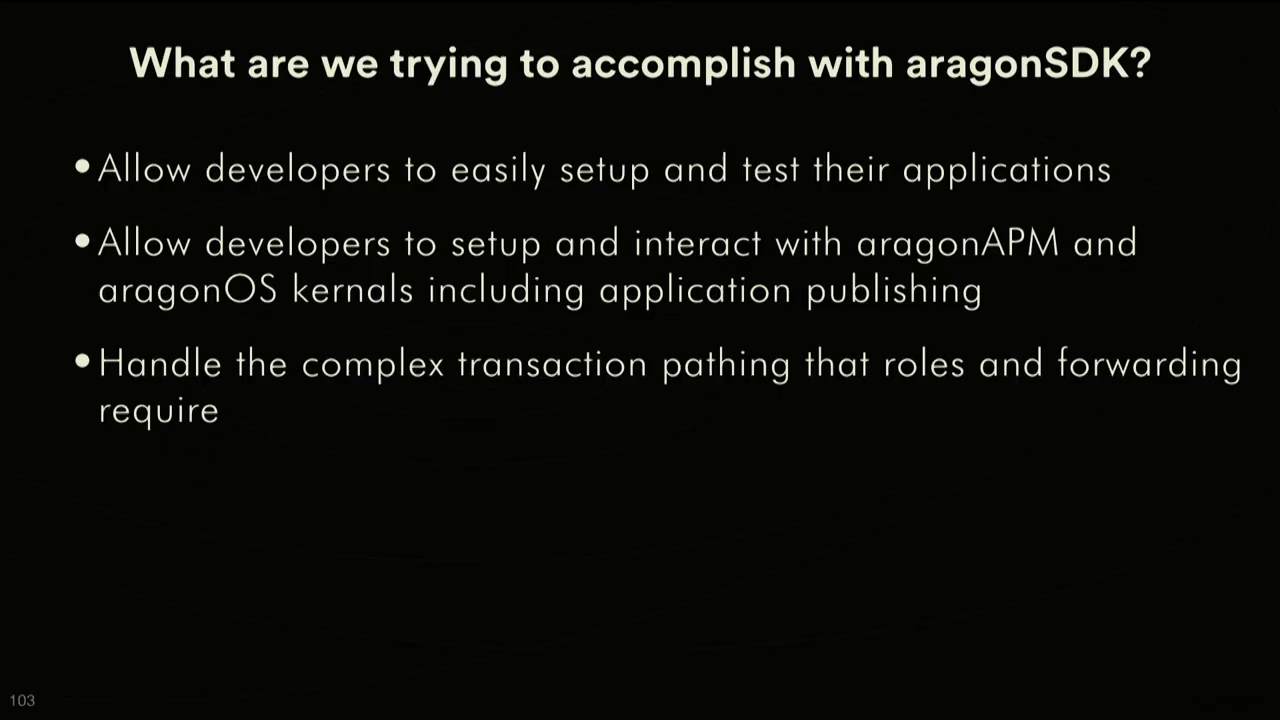 What are we trying to accomplish with aragonSDK?
•Allow developers to easily setup and test their applications
•Allow developers to setup and interact with aragonAPM and
aragonOS kernals including application publishing
•Handle the complex transaction pathing that roles and forwarding
require
103